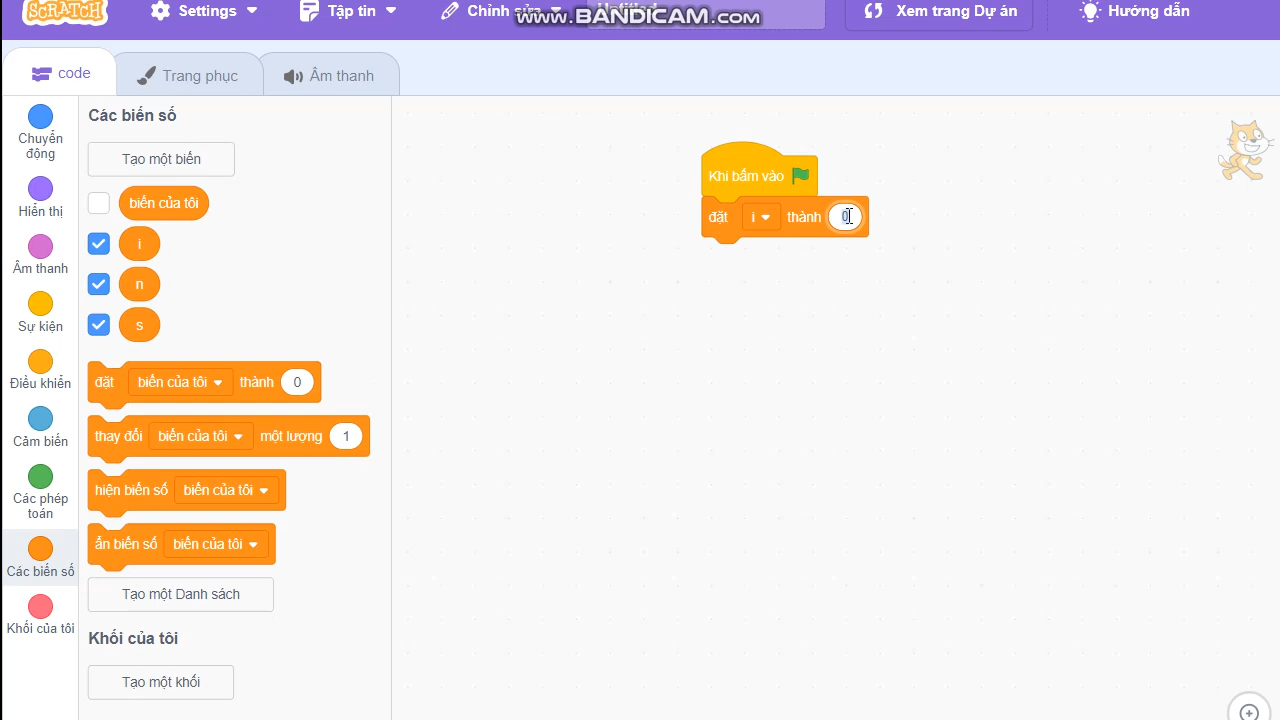 SCRATCH
Settings
Tập tin
Chỉnh sửa
www.BANDICAM.com
Untitled
Xem trang Dự án
Hướng dẫn
code
Trang phục
Âm thanh
Chuyển động
Hiển thị
Âm thanh
Sự kiện
Điều khiển
Cảm biến
Các phép toán
Các biến số
Khối của tôi
Các biến số
Tạo một biến
biến của tôi
i
n
s
đặt biến của tôi thành 0
thay đổi biến của tôi một lượng 1
hiện biến số biến của tôi
ẩn biến số biến của tôi
Tạo một Danh sách
Khối của tôi
Tạo một khối
Khi bấm vào
đặt i thành 0